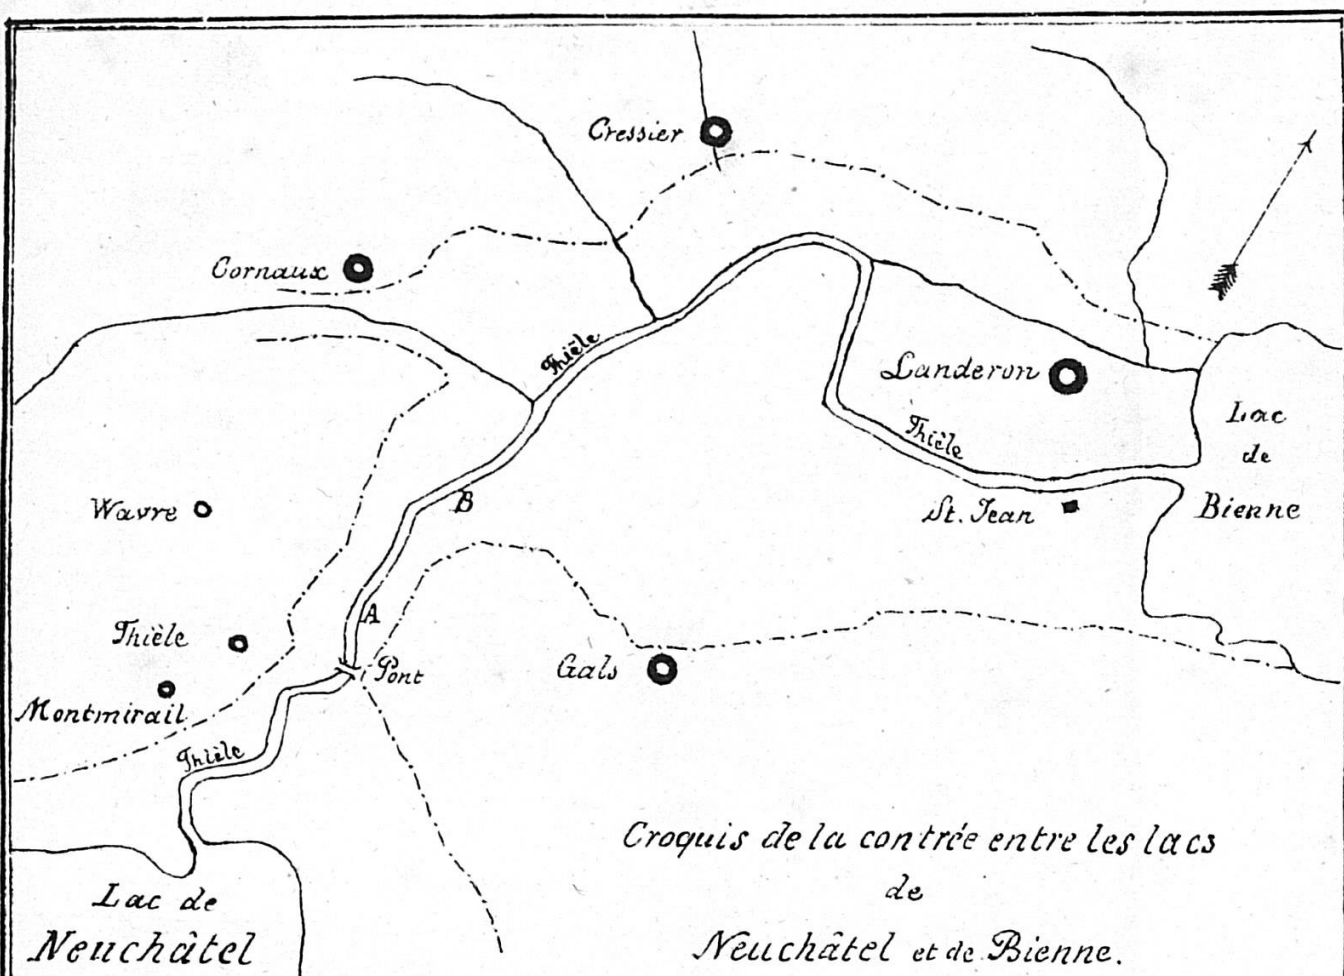 Cressier
Cornaux
Thièle
Landeron
Lac
de
Bienne
Thièle
St. Jean
Wavre
B
A
Thièle
Pont
Gals
Montmirail
Thièle
Croquis de la contrée entre les lacs
de
Neuchâtel et de Bienne.
Lac de
Neuchâtel